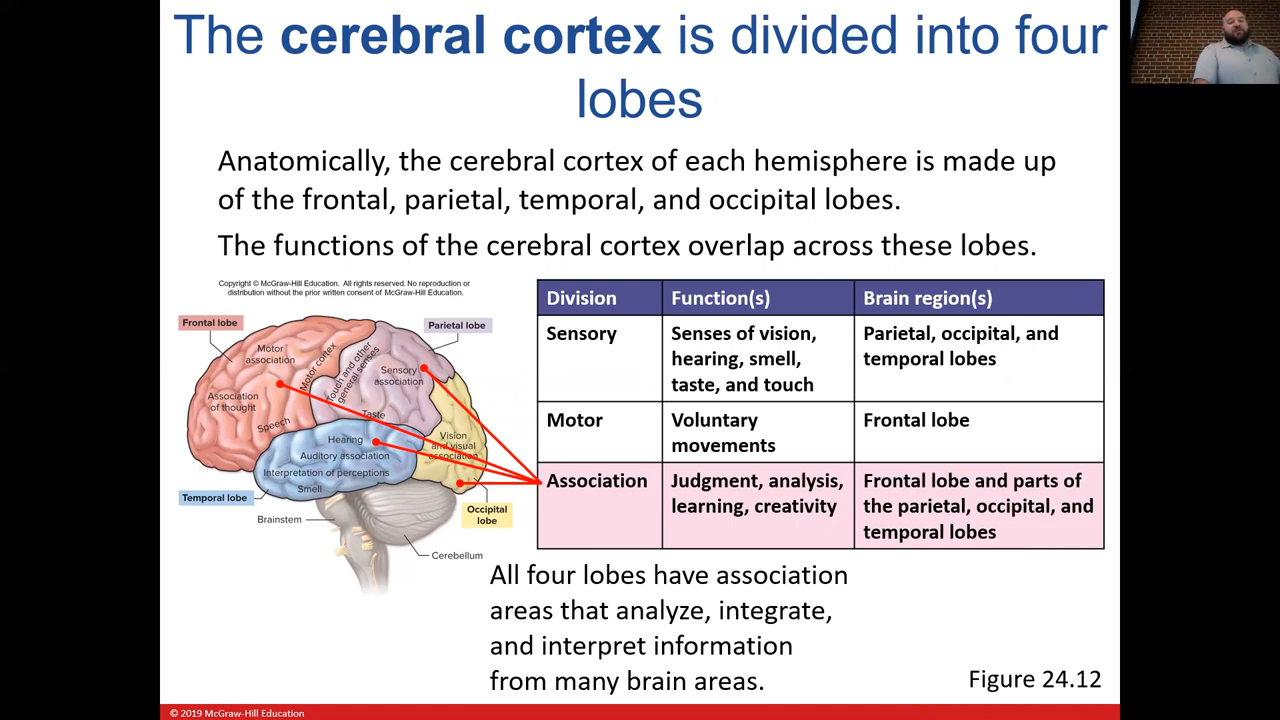 The cerebral cortex is divided into four
lobes
Anatomically, the cerebral cortex of each hemisphere is made up
of the frontal, parietal, temporal, and occipital lobes.
The functions of the cerebral cortex overlap across these lobes.
Copyright © McGraw-Hill Education. All rights reserved. No reproduction or
distribution without the prior written consent of McGraw-Hill Education.
Frontal lobe
Parietal lobe
Motor
association
Motor cortex
Touch and other
general senses
Sensory
association
Association
of thought
Speech
Taste
Hearing
Vision
and visual
association
Auditory association
Interpretation of perceptions
Smell
Temporal lobe
Occipital
lobe
Brainstem
Cerebellum
Division Function(s) Brain region(s)
Sensory Senses of vision, Parietal, occipital, and
hearing, smell, temporal lobes
taste, and touch
Motor Voluntary Frontal lobe
movements
Association Judgment, analysis, Frontal lobe and parts of
learning, creativity the parietal, occipital, and
temporal lobes
All four lobes have association
areas that analyze, integrate,
and interpret information
from many brain areas.
Figure 24.12
© 2019 McGraw-Hill Education